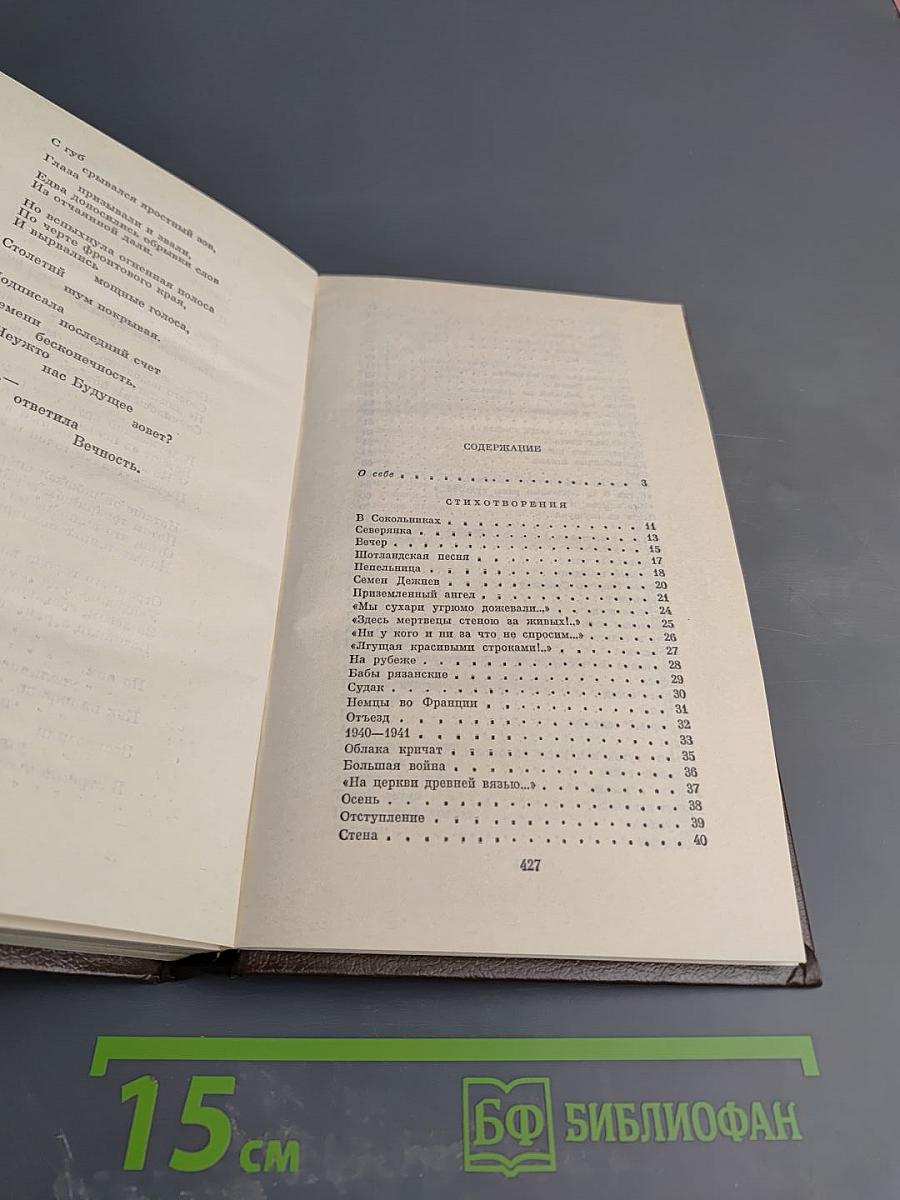 С губ
срывался яростный зов,
Глаза призывали и звали,
Едва доносились обрывки слов
Из отчаянной дали.
Но вспыхнула огненная полоса
По черте фронтового края,
И вырвались
мощные голоса,
Столетий
шум покрывая.
последний счет
бесконечность.
нас Будущее
зовет?
ответила
Вечность.
СОДЕРЖАНИЕ
О себе . . . . . . . . . . . . . . . . 3
СТИХОТВОРЕНИЯ
В Сокольниках . . . . . . . . . . . . . 11
Северянка . . . . . . . . . . . . . . . 13
Вечер . . . . . . . . . . . . . . . . 15
Шотландская песня . . . . . . . . . . . 17
Пепельница . . . . . . . . . . . . . . 18
Семен Дежнев . . . . . . . . . . . . . 20
Приземленный ангел . . . . . . . . . . 21
«Мы сухари угрюмо дожевали...» . . . . . . 24
«Здесь мертвецы стеною за живых!..» . . . . 25
«Ни у кого и ни за что не спросим...» . . . . 26
«Лгущая красивыми строками!..» . . . . . . 27
На рубеже . . . . . . . . . . . . . . . 28
Бабы рязанские . . . . . . . . . . . . . 29
Судак . . . . . . . . . . . . . . . . 30
Немцы во Франции . . . . . . . . . . . 31
Отъезд . . . . . . . . . . . . . . . . 32
1940—1941 . . . . . . . . . . . . . . . 33
Облака кричат . . . . . . . . . . . . . 35
Большая война . . . . . . . . . . . . . 36
«На церкви древней вязью...» . . . . . . . 37
Осень . . . . . . . . . . . . . . . . 38
Отступление . . . . . . . . . . . . . . 39
Стена . . . . . . . . . . . . . . . . 40
427
15 см
БФ БИБЛИОФАН